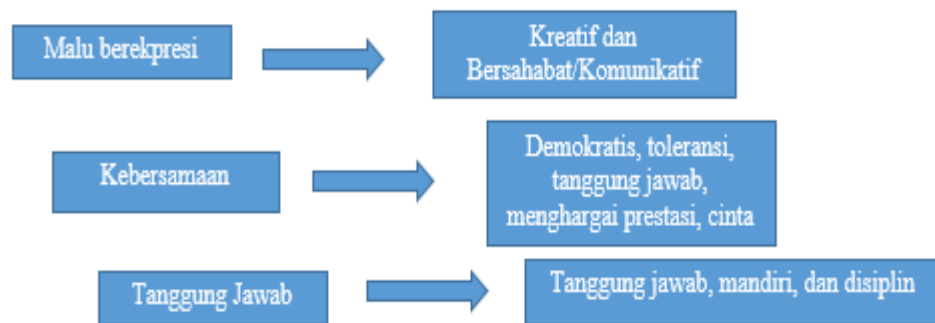 Malu berekpresi
Kreatif dan
Bersahabat/Komunikatif
Kebersamaan
Demokratis, toleransi,
tanggung jawab,
menghargai prestasi, cinta
Tanggung Jawab
Tanggung jawab, mandiri, dan disiplin